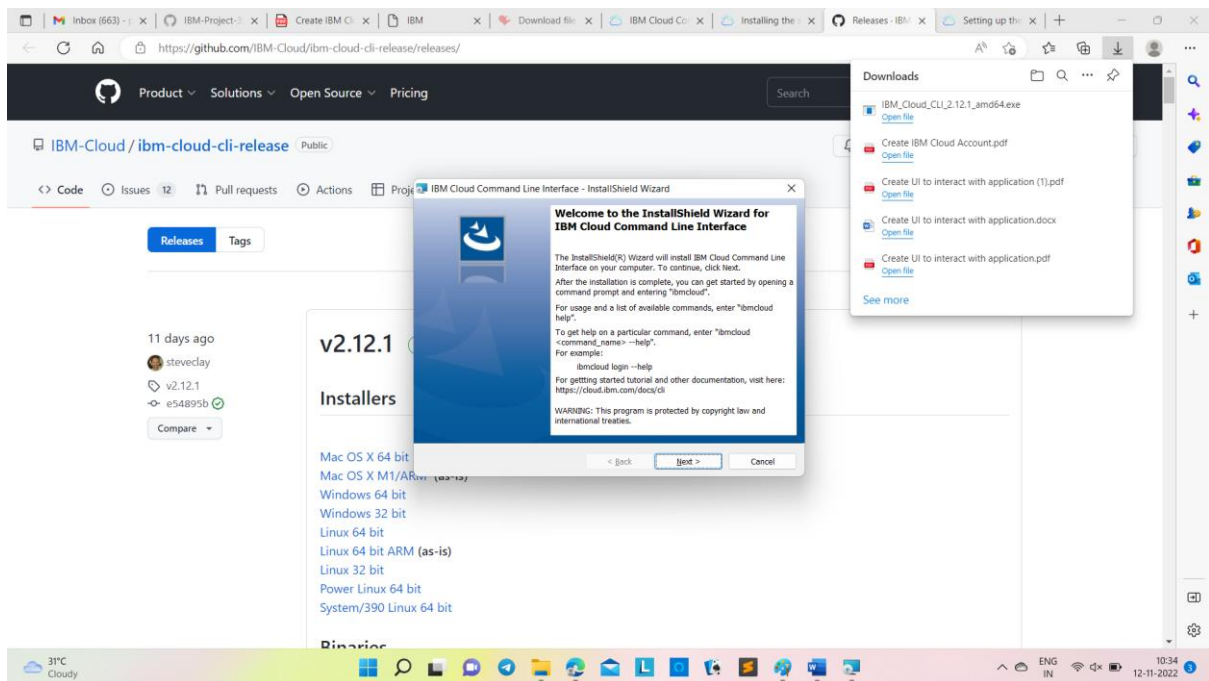 Inbox (663) -
IBM-Project-3
Create IBM Cl
IBM
Download file
IBM Cloud Co
Installing the
Releases · IBM
Setting up the
https://github.com/IBM-Cloud/ibm-cloud-cli-release/releases/
Product
Solutions
Open Source
Pricing
Search
IBM-Cloud / ibm-cloud-cli-release
Public
Code
Issues 12
Pull requests
Actions
Proje
Releases
Tags
11 days ago
steveclay
v2.12.1
e54895b
Compare
v2.12.1
Installers
Mac OS X 64 bit
Mac OS X M1/ARM (as-is)
Windows 64 bit
Windows 32 bit
Linux 64 bit
Linux 64 bit ARM (as-is)
Linux 32 bit
Power Linux 64 bit
System/390 Linux 64 bit
Binaries
IBM Cloud Command Line Interface - InstallShield Wizard
Welcome to the InstallShield Wizard for
IBM Cloud Command Line Interface
The InstallShield(R) Wizard will install IBM Cloud Command Line
Interface on your computer. To continue, click Next.
After the installation is complete, you can get started by opening a
command prompt and entering "ibmcloud".
For usage and a list of available commands, enter "ibmcloud
help".
To get help on a particular command, enter "ibmcloud
<command_name> --help".
For example:
ibmcloud login --help
For gettting started tutorial and other documentation, visit here:
https://cloud.ibm.com/docs/cli
WARNING: This program is protected by copyright law and
international treaties.
< Back
Next >
Cancel
Downloads
IBM_Cloud_CLI_2.12.1_amd64.exe
Open file
Create IBM Cloud Account.pdf
Open file
Create UI to interact with application (1).pdf
Open file
Create UI to interact with application.docx
Open file
Create UI to interact with application.pdf
Open file
See more
31°C
Cloudy
ENG
IN
10:34
12-11-2022
3